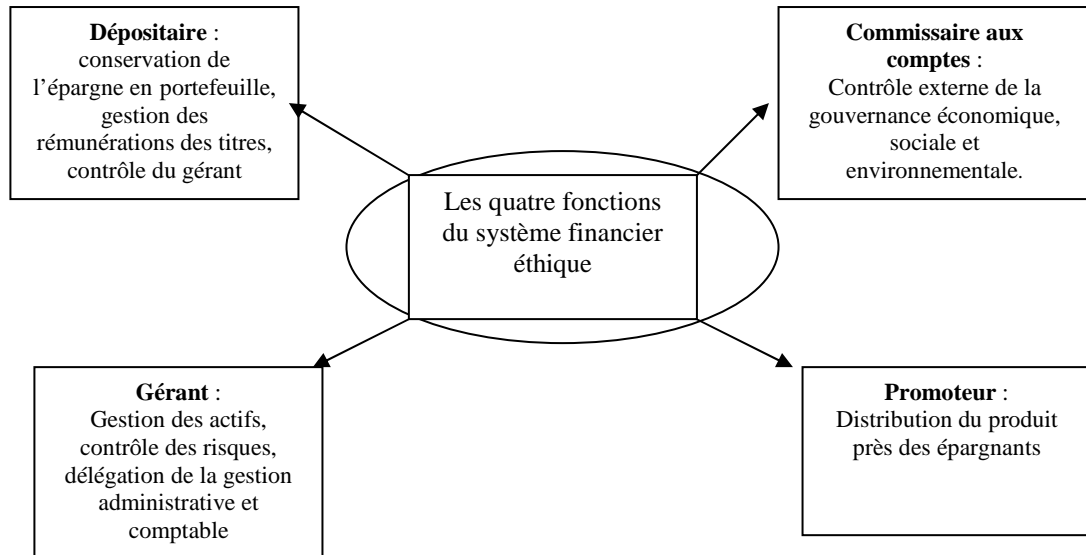 Dépositaire :
conservation de
l'épargne en portefeuille,
gestion des
rémunérations des titres,
contrôle du gérant
Commissaire aux
comptes :
Contrôle externe de la
gouvernance économique,
sociale et
environnementale.
Les quatre fonctions
du système financier
éthique
Gérant :
Gestion des actifs,
contrôle des risques,
délégation de la gestion
administrative et
comptable
Promoteur :
Distribution du produit
près des épargnants